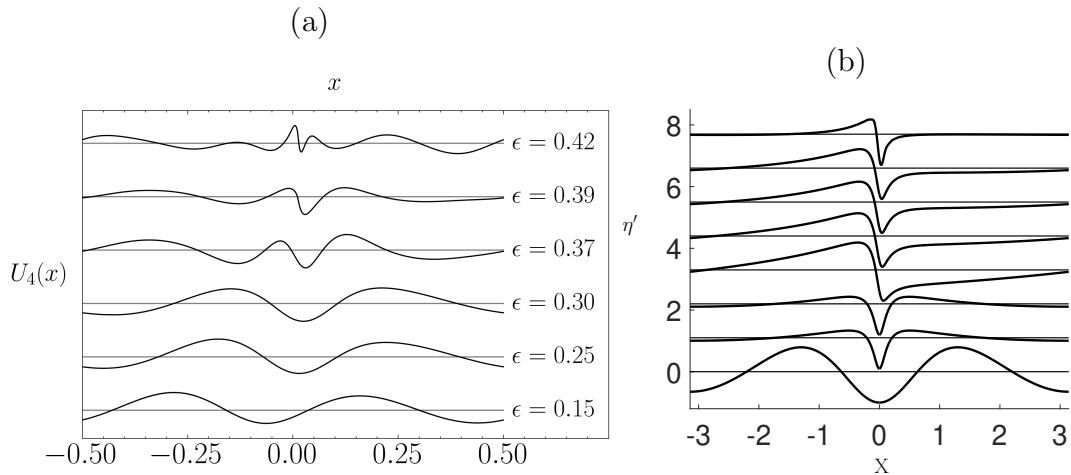 (a)
x
U₄(x)
ϵ = 0.42
ϵ = 0.39
ϵ = 0.37
ϵ = 0.30
ϵ = 0.25
ϵ = 0.15
−0.50 −0.25 0.00 0.25 0.50
(b)
η′
8
6
4
2
0
-3 -2 -1 0 1 2 3
X